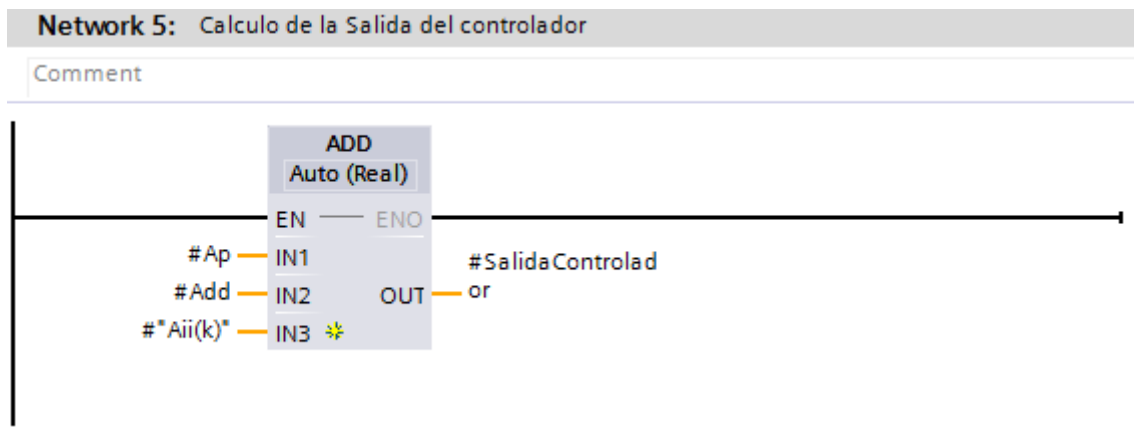 Network 5: Calculo de la Salida del controlador
Comment
ADD
Auto (Real)
EN ENO
#Ap IN1
#SalidaControlad
#Add IN2 OUT or
#"Aii(k)" IN3